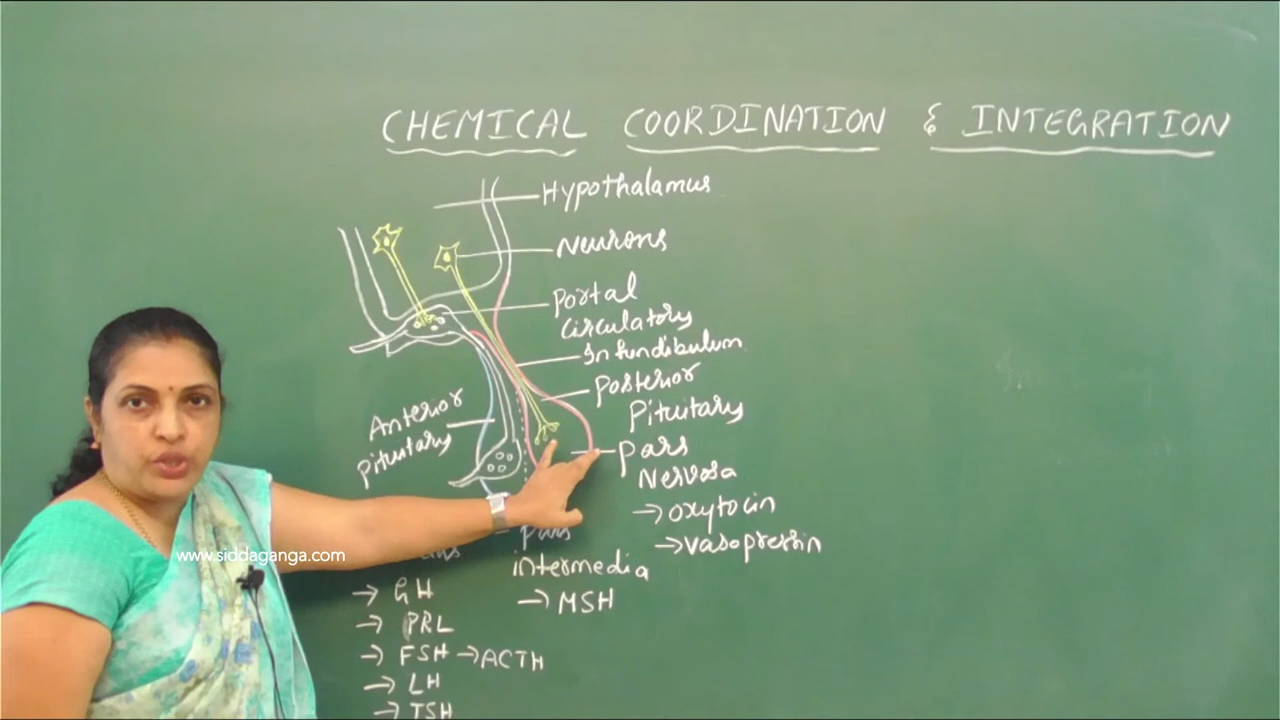 CHEMICAL COORDINATION & INTEGRATION
Hypothalamus
Neurons
Portal
Circulatory
Infundibulum
Posterior
Pituitary
Anterior
Pituitary
Pars
Nervosa
→ oxytocin
→ vasopressin
Pars
intermedia
→ MSH
→ GH
→ PRL
→ FSH → ACTH
→ LH
→ TSH
www.siddaganga.com